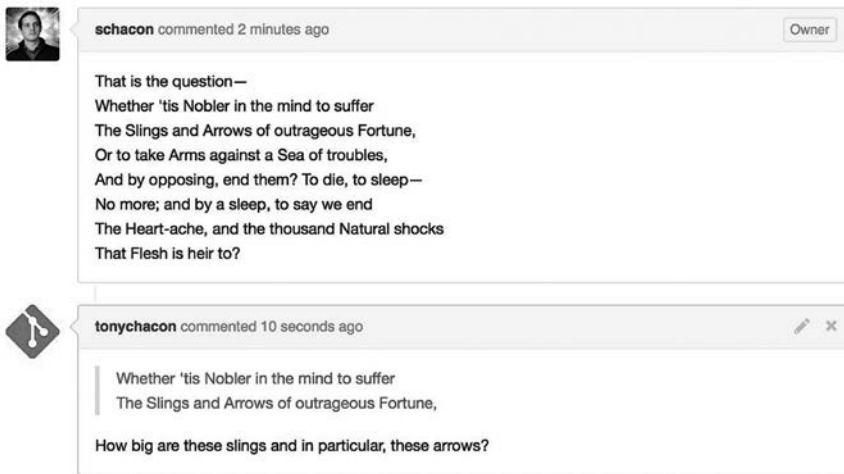 schacon commented 2 minutes ago Owner
That is the question—
Whether 'tis Nobler in the mind to suffer
The Slings and Arrows of outrageous Fortune,
Or to take Arms against a Sea of troubles,
And by opposing, end them? To die, to sleep—
No more; and by a sleep, to say we end
The Heart-ache, and the thousand Natural shocks
That Flesh is heir to?
tonychacon commented 10 seconds ago
Whether 'tis Nobler in the mind to suffer
The Slings and Arrows of outrageous Fortune,
How big are these slings and in particular, these arrows?